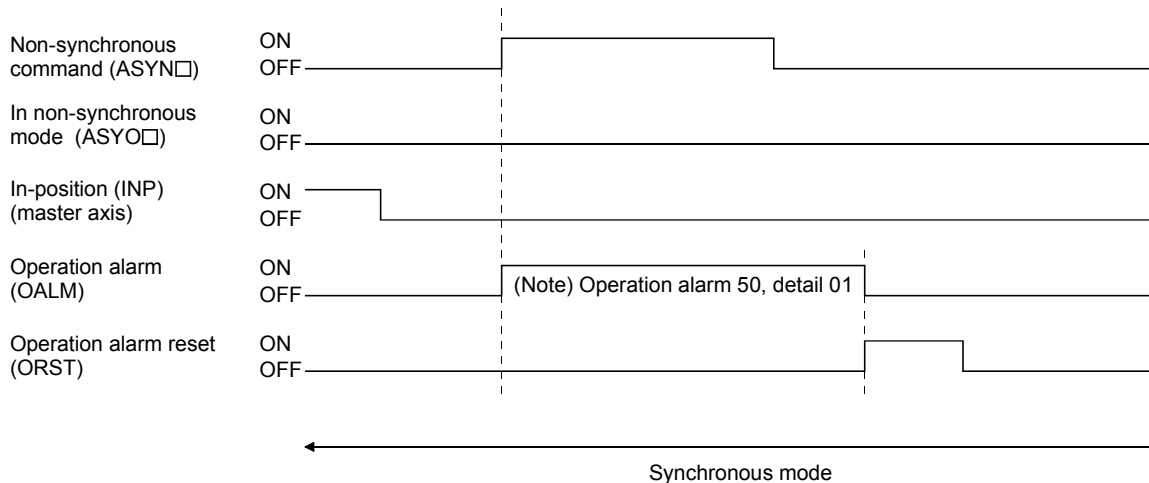 Non-synchronous
command (ASYN□)
ON
OFF
In non-synchronous
mode (ASYO□)
ON
OFF
In-position (INP)
(master axis)
ON
OFF
Operation alarm
(OALM)
ON
OFF
(Note) Operation alarm 50, detail 01
Operation alarm reset
(ORST)
ON
OFF
Synchronous mode